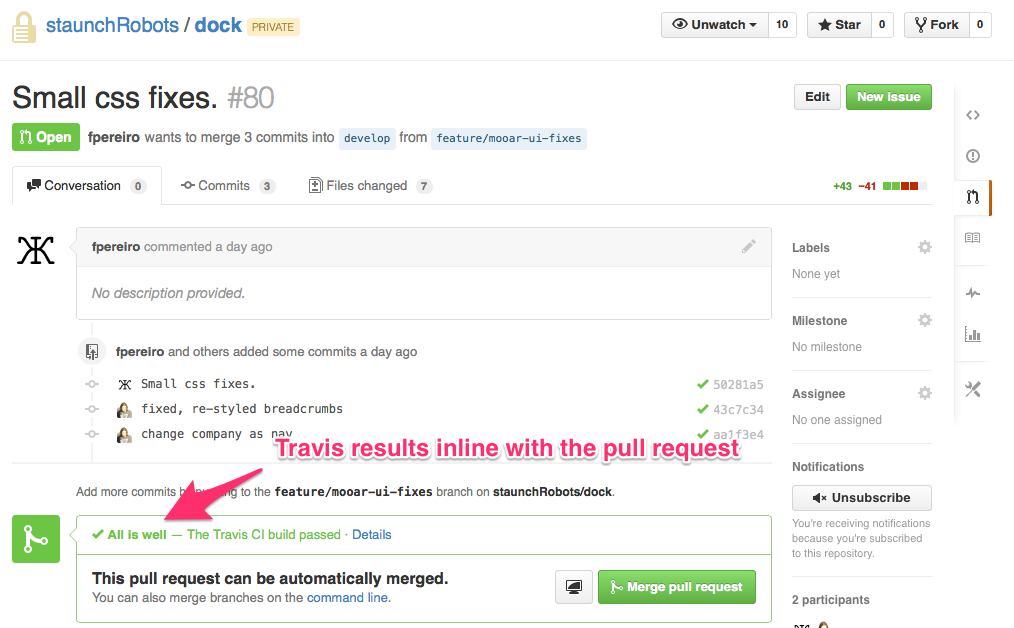 staunchRobots / dock PRIVATE
Unwatch 10 Star 0 Fork 0
Small css fixes. #80
Edit New issue
Open fpereiro wants to merge 3 commits into develop from feature/mooar-ui-fixes
Conversation 0 Commits 3 Files changed 7
+43 −41
fpereiro commented a day ago
No description provided.
fpereiro and others added some commits a day ago
Small css fixes. 50281a5
fixed, re-styled breadcrumbs 43c7c34
change company as nav aa1f3e4
Travis results inline with the pull request
Add more commits by pushing to the feature/mooar-ui-fixes branch on staunchRobots/dock.
All is well — The Travis CI build passed · Details
This pull request can be automatically merged.
You can also merge branches on the command line.
Merge pull request
Labels
None yet
Milestone
No milestone
Assignee
No one assigned
Notifications
Unsubscribe
You're receiving notifications
because you're subscribed
to this repository.
2 participants